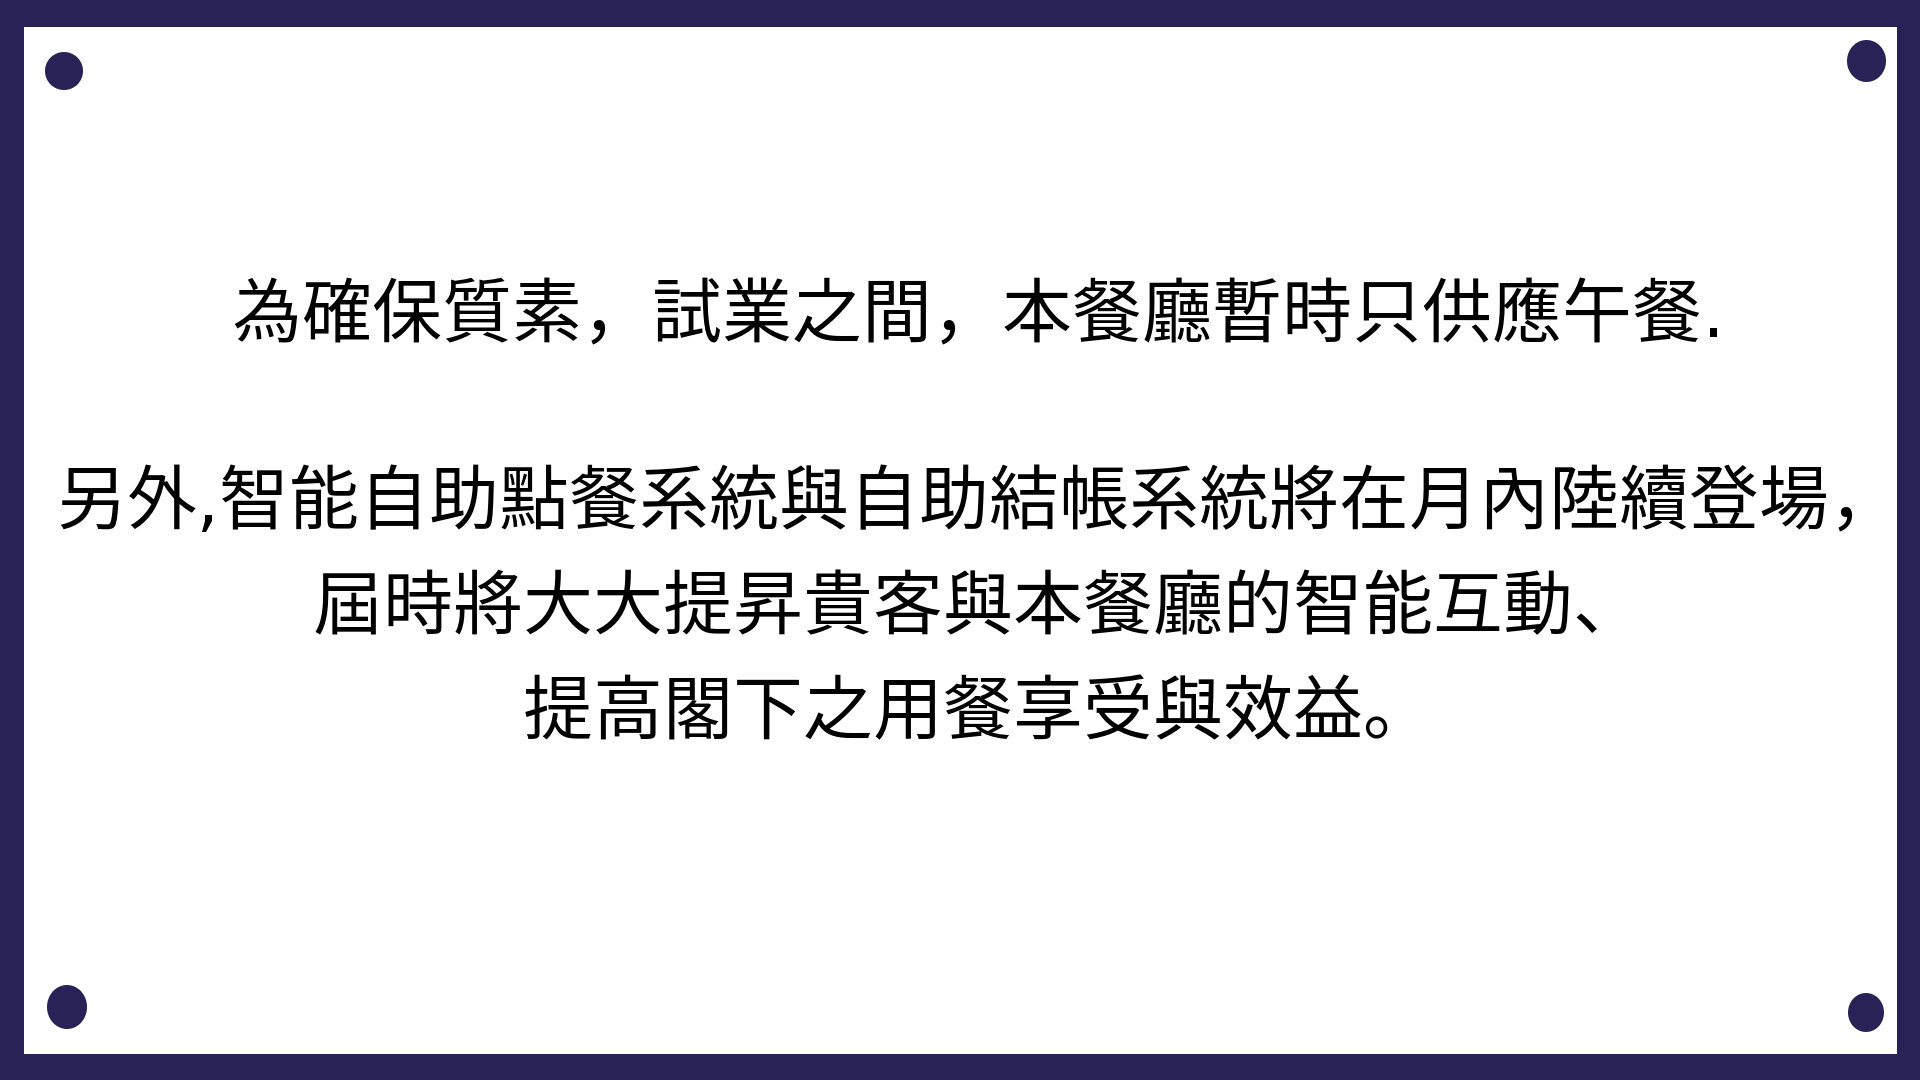 為確保質素，試業之間，本餐廳暫時只供應午餐.
另外,智能自助點餐系統與自助結帳系統將在月內陸續登場，
屆時將大大提昇貴客與本餐廳的智能互動、
提高閣下之用餐享受與效益。